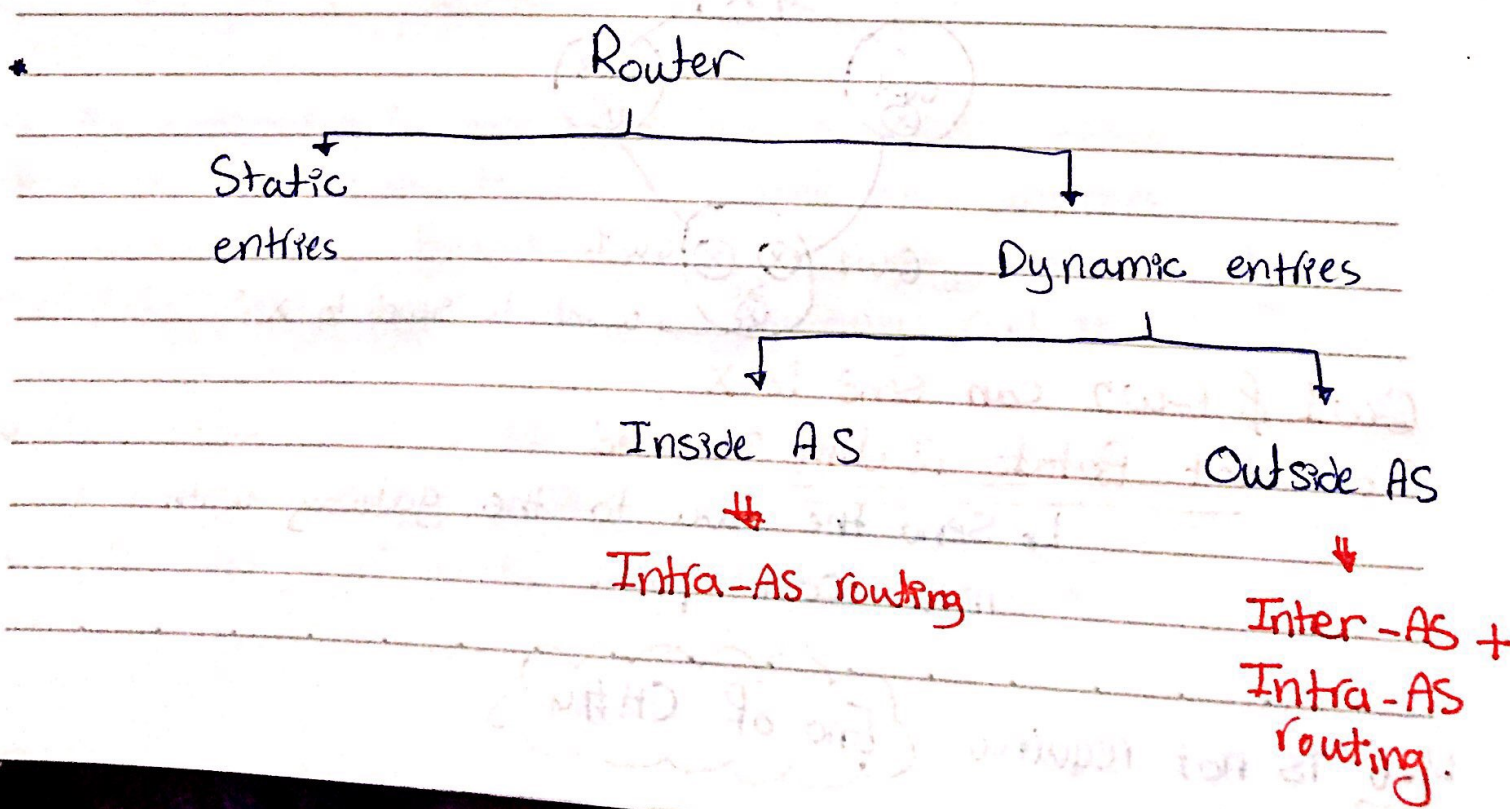 * Router
Static
entries
Dynamic entries
Inside AS
Outside AS
Intra-AS routing
Inter-AS +
Intra-AS
routing.